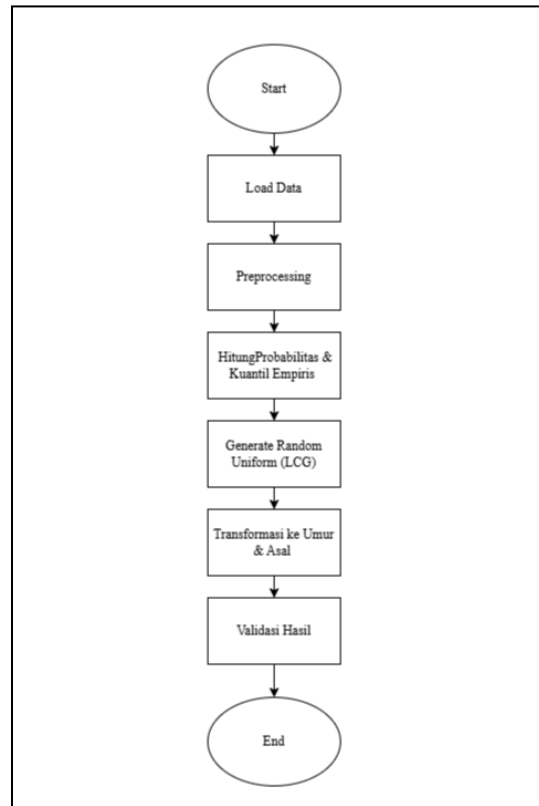 Start
Load Data
Preprocessing
HitungProbabilitas &
Kuantil Empiris
Generate Random
Uniform (LCG)
Transformasi ke Umur
& Asal
Validasi Hasil
End